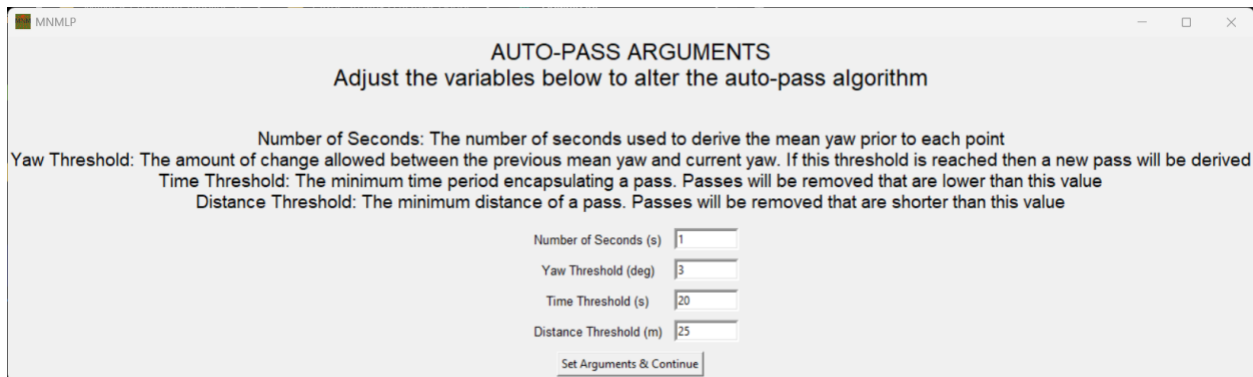 MNMLP
AUTO-PASS ARGUMENTS
Adjust the variables below to alter the auto-pass algorithm
Number of Seconds: The number of seconds used to derive the mean yaw prior to each point
Yaw Threshold: The amount of change allowed between the previous mean yaw and current yaw. If this threshold is reached then a new pass will be derived
Time Threshold: The minimum time period encapsulating a pass. Passes will be removed that are lower than this value
Distance Threshold: The minimum distance of a pass. Passes will be removed that are shorter than this value
Number of Seconds (s) 1
Yaw Threshold (deg) 3
Time Threshold (s) 20
Distance Threshold (m) 25
Set Arguments & Continue